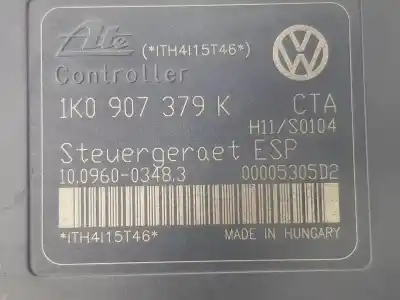 Ate (*ITH4I15T46*)
Controller
1K0 907 379 K CTA
H11/S0104
Steuergeraet ESP
10.0960-0348.3 00005305D2
*ITH4I15T46* MADE IN HUNGARY